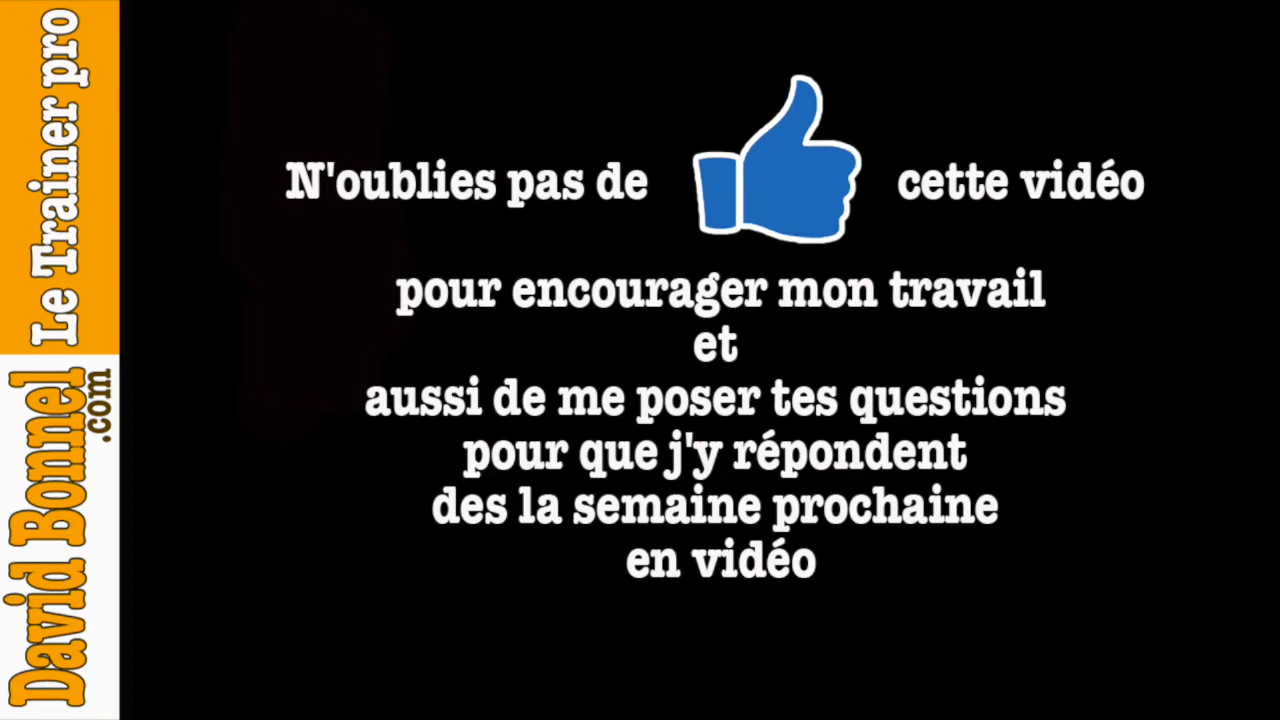 Le Trainer pro
David Bonnel
.com
N'oublies pas de cette vidéo
pour encourager mon travail
et
aussi de me poser tes questions
pour que j'y répondent
des la semaine prochaine
en vidéo